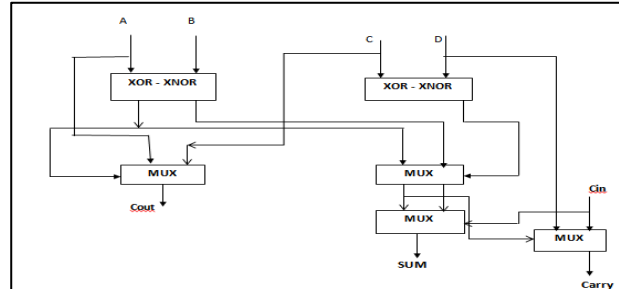 A B C D
XOR - XNOR XOR - XNOR
MUX MUX Cin
Cout MUX MUX
SUM
Carry